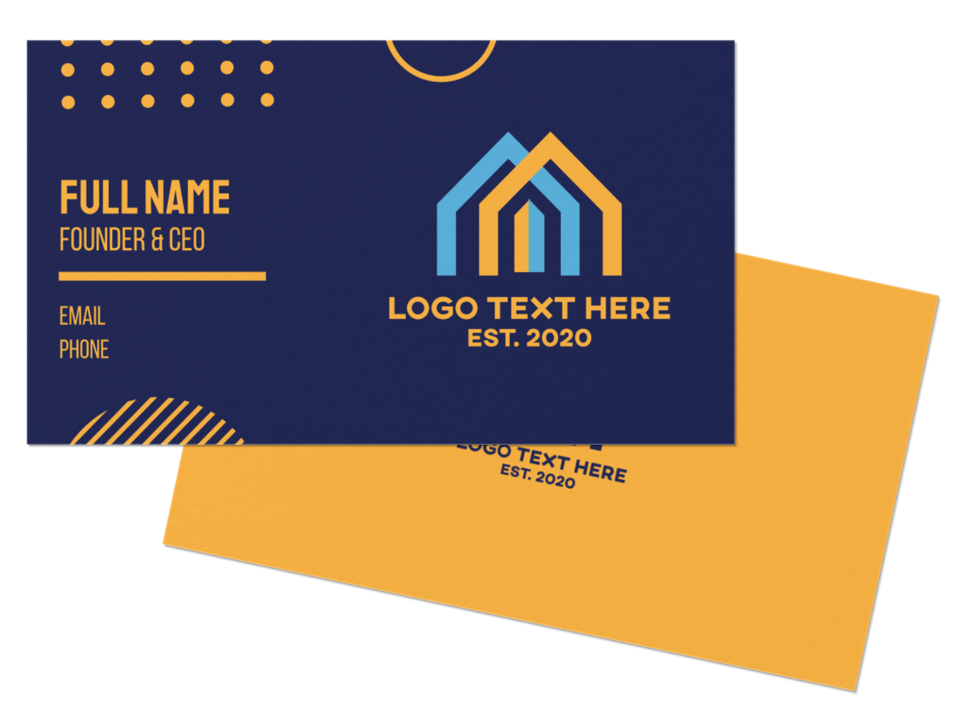 FULL NAME
FOUNDER & CEO
EMAIL
PHONE
LOGO TEXT HERE
EST. 2020
LOGO TEXT HERE
EST. 2020